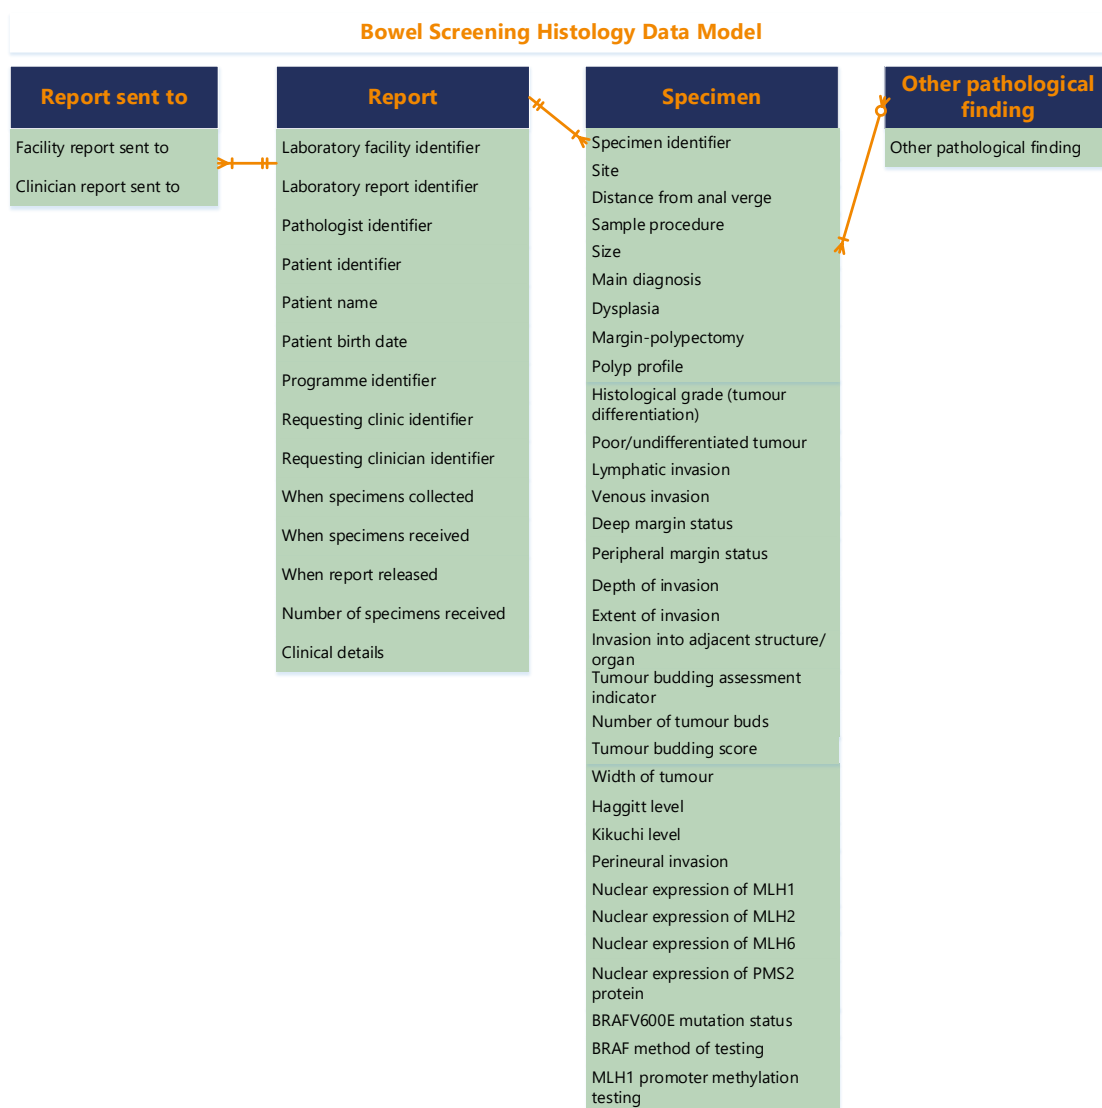 Bowel Screening Histology Data Model
Report sent to
Facility report sent to
Clinician report sent to
Report
Laboratory facility identifier
Laboratory report identifier
Pathologist identifier
Patient identifier
Patient name
Patient birth date
Programme identifier
Requesting clinic identifier
Requesting clinician identifier
When specimens collected
When specimens received
When report released
Number of specimens received
Clinical details
Specimen
Specimen identifier
Site
Distance from anal verge
Sample procedure
Size
Main diagnosis
Dysplasia
Margin-polypectomy
Polyp profile
Histological grade (tumour
differentiation)
Poor/undifferentiated tumour
Lymphatic invasion
Venous invasion
Deep margin status
Peripheral margin status
Depth of invasion
Extent of invasion
Invasion into adjacent structure/
organ
Tumour budding assessment
indicator
Number of tumour buds
Tumour budding score
Width of tumour
Haggitt level
Kikuchi level
Perineural invasion
Nuclear expression of MLH1
Nuclear expression of MLH2
Nuclear expression of MLH6
Nuclear expression of PMS2
protein
BRAFV600E mutation status
BRAF method of testing
MLH1 promoter methylation
testing
Other pathological
finding
Other pathological finding